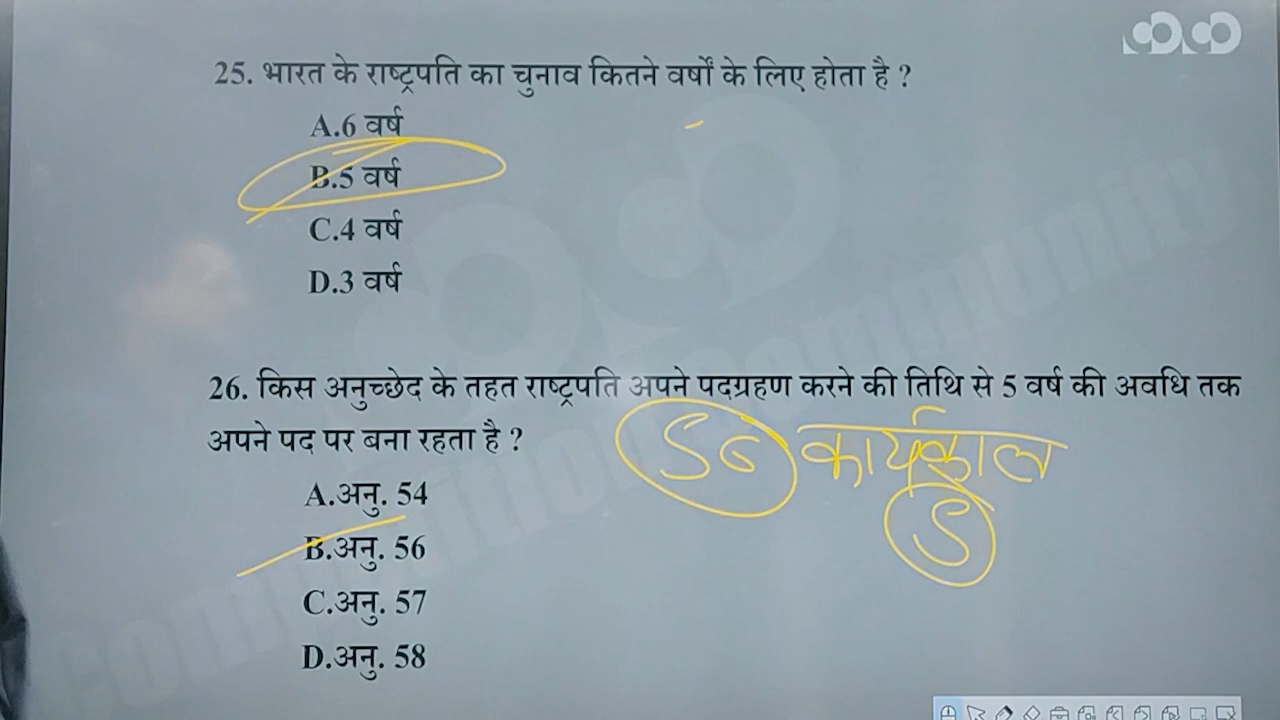 25. भारत के राष्ट्रपति का चुनाव कितने वर्षों के लिए होता है ?
A.6 वर्ष
B.5 वर्ष
C.4 वर्ष
D.3 वर्ष
26. किस अनुच्छेद के तहत राष्ट्रपति अपने पदग्रहण करने की तिथि से 5 वर्ष की अवधि तक
अपने पद पर बना रहता है ?
56 कार्यकाल
5
A.अनु. 54
B.अनु. 56
C.अनु. 57
D.अनु. 58
Competition Community